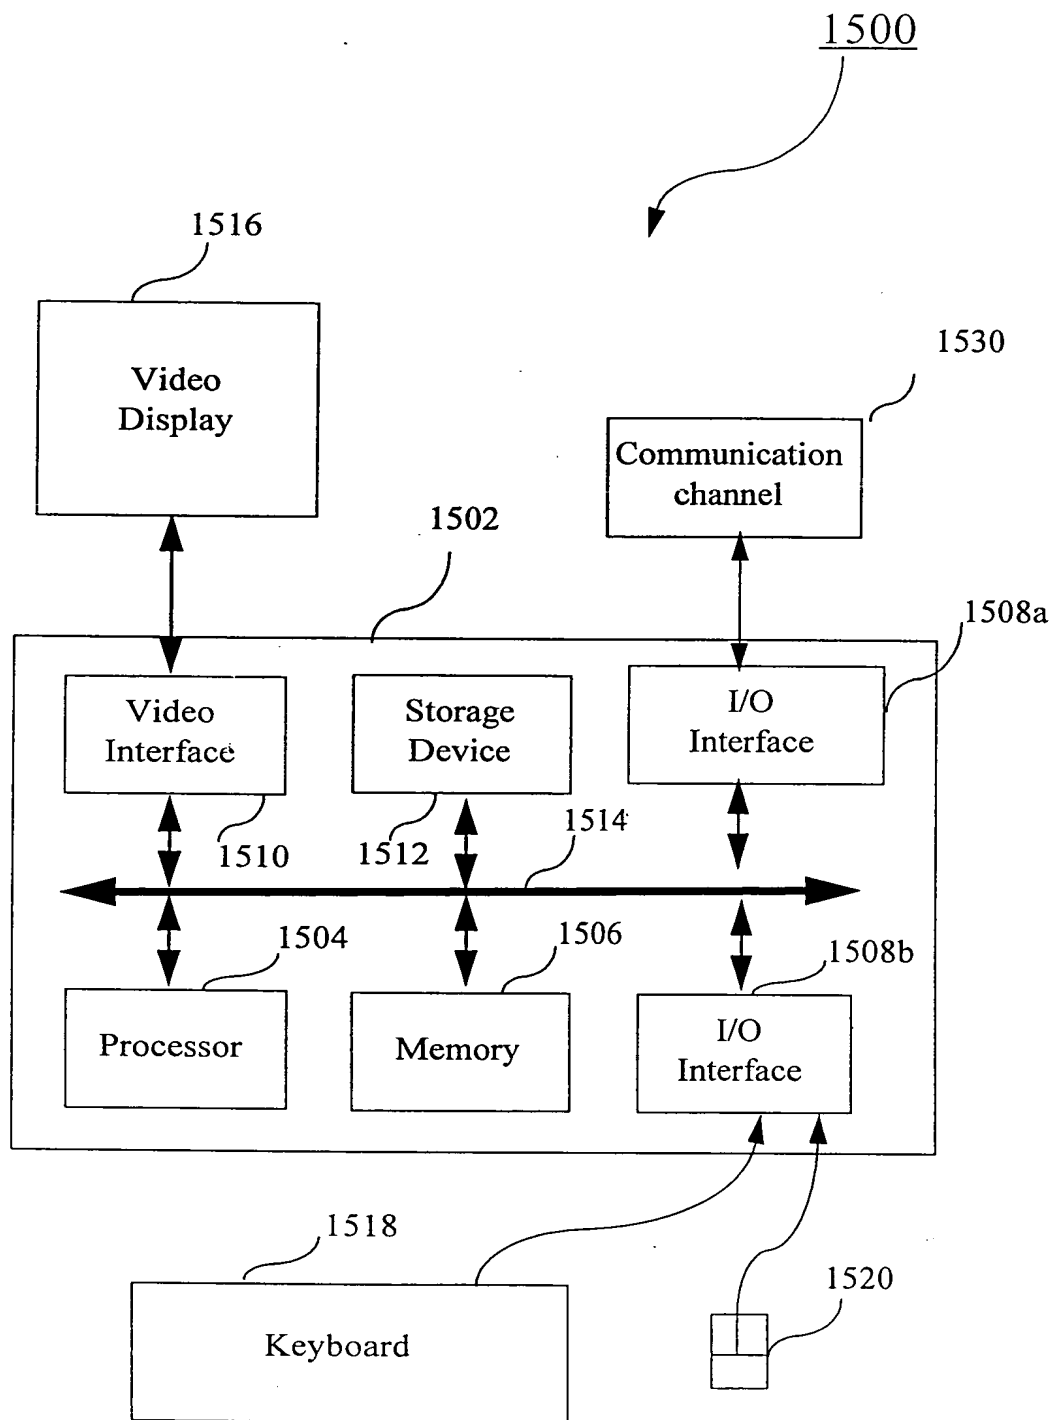 1500
1516
Video
Display
1530
Communication
channel
1502
1508a
Video
Interface
Storage
Device
I/O
Interface
1510
1512
1514
1504
1506
1508b
Processor
Memory
I/O
Interface
1518
Keyboard
1520